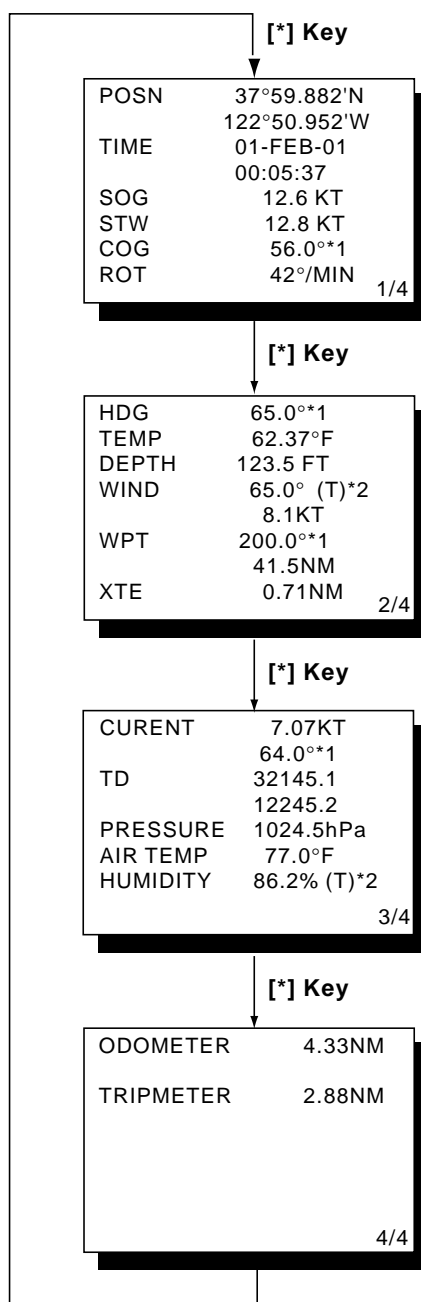 [*] Key
POSN 37°59.882'N
122°50.952'W
TIME 01-FEB-01
00:05:37
SOG 12.6 KT
STW 12.8 KT
COG 56.0°*1
ROT 42°/MIN
1/4
[*] Key
HDG 65.0°*1
TEMP 62.37°F
DEPTH 123.5 FT
WIND 65.0° (T)*2
8.1KT
WPT 200.0°*1
41.5NM
XTE 0.71NM
2/4
[*] Key
CURENT 7.07KT
64.0°*1
TD 32145.1
12245.2
PRESSURE 1024.5hPa
AIR TEMP 77.0°F
HUMIDITY 86.2% (T)*2
3/4
[*] Key
ODOMETER 4.33NM
TRIPMETER 2.88NM
4/4